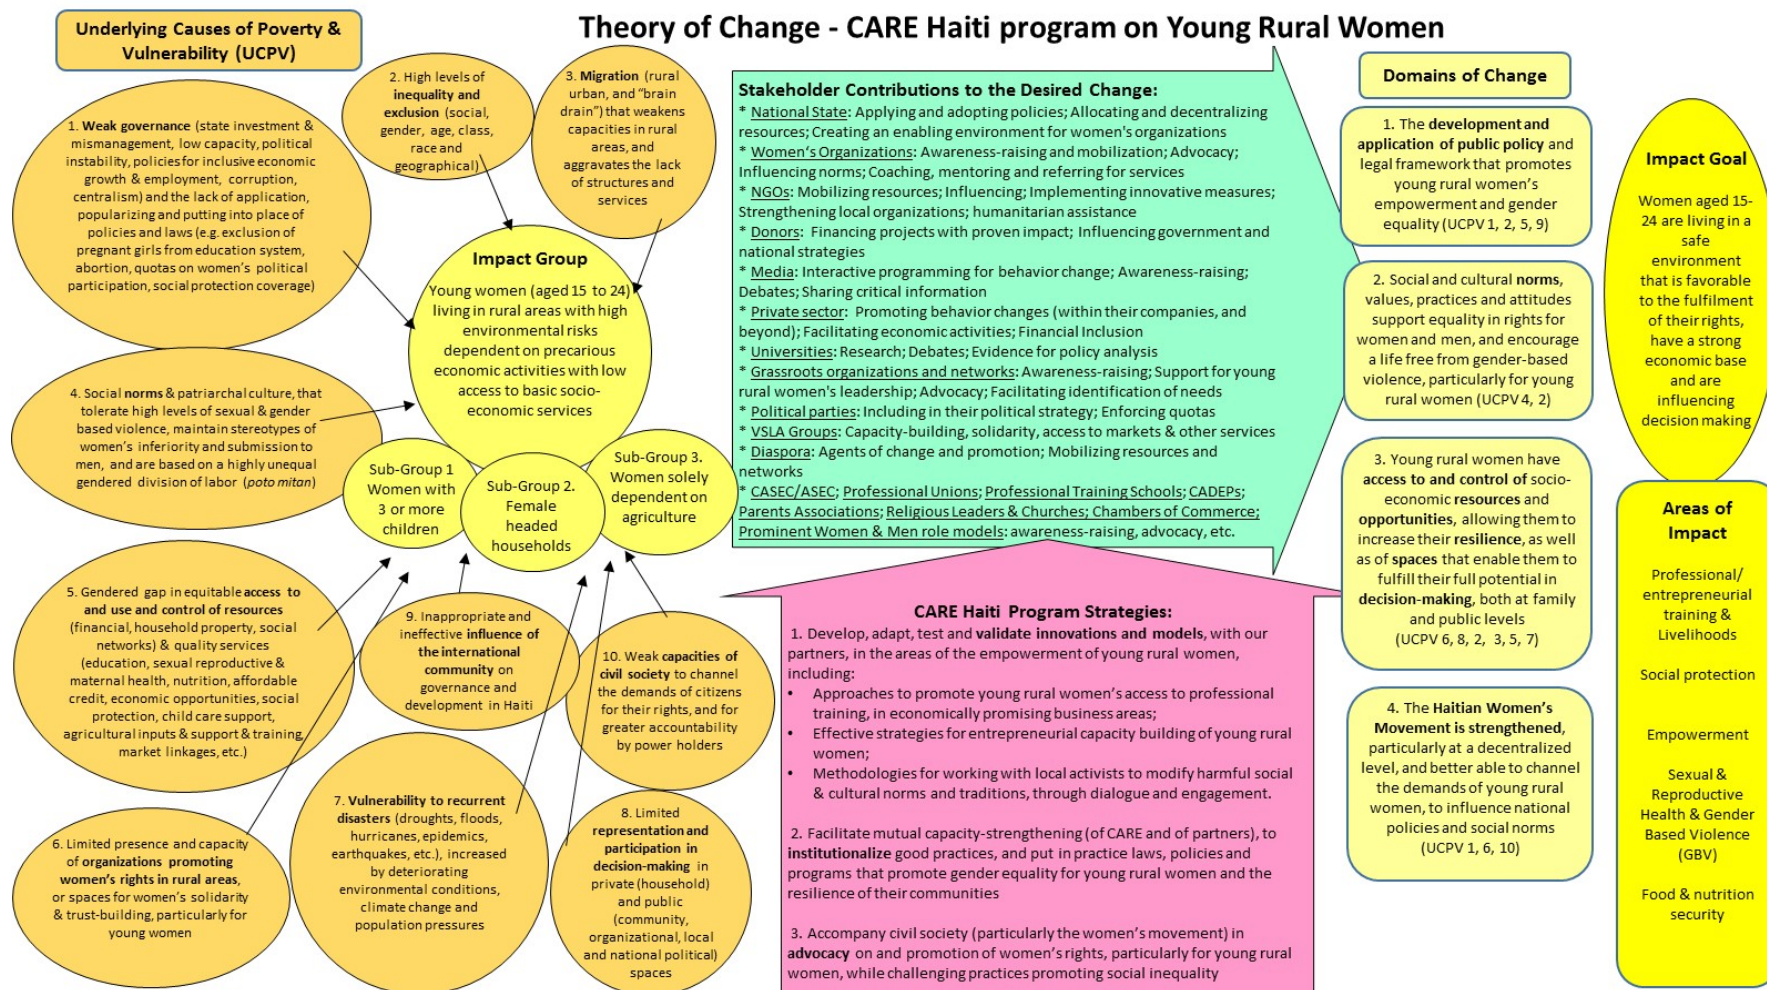 Theory of Change - CARE Haiti program on Young Rural Women
Underlying Causes of Poverty &
Vulnerability (UCPV)
1. Weak governance (state investment &
mismanagement, low capacity, political
instability, policies for inclusive economic
growth & employment, corruption,
centralism) and the lack of application,
popularizing and putting into place of
policies and laws (e.g. exclusion of
pregnant girls from education system,
abortion, quotas on women's political
participation, social protection coverage)
2. High levels of
inequality and
exclusion (social,
gender, age, class,
race and
geographical)
3. Migration (rural
urban, and "brain
drain") that weakens
capacities in rural
areas, and
aggravates the lack
of structures and
services
Impact Group
Young women (aged 15 to 24)
living in rural areas with high
environmental risks
dependent on precarious
economic activities with low
access to basic socio-
economic services
4. Social norms & patriarchal culture, that
tolerate high levels of sexual & gender
based violence, maintain stereotypes of
women's inferiority and submission to
men, and are based on a highly unequal
gendered division of labor (poto mitan)
Sub-Group 1
Women with
3 or more
children
Sub-Group 2.
Female
headed
households
Sub-Group 3.
Women solely
dependent on
agriculture
5. Gendered gap in equitable access to
and use and control of resources
(financial, household property, social
networks) & quality services
(education, sexual reproductive &
maternal health, nutrition, affordable
credit, economic opportunities, social
protection, child care support,
agricultural inputs & support & training,
market linkages, etc.)
9. Inappropriate and
ineffective influence of
the international
community on
governance and
development in Haiti
10. Weak capacities of
civil society to channel
the demands of citizens
for their rights, and for
greater accountability
by power holders
6. Limited presence and capacity
of organizations promoting
women's rights in rural areas,
or spaces for women's solidarity
& trust-building, particularly for
young women
7. Vulnerability to recurrent
disasters (droughts, floods,
hurricanes, epidemics,
earthquakes, etc.), increased
by deteriorating
environmental conditions,
climate change and
population pressures
8. Limited
representation and
participation in
decision-making in
private (household)
and public
(community,
organizational, local
and national political)
spaces
Stakeholder Contributions to the Desired Change:
* National State: Applying and adopting policies; Allocating and decentralizing
resources; Creating an enabling environment for women's organizations
* Women's Organizations: Awareness-raising and mobilization; Advocacy;
Influencing norms; Coaching, mentoring and referring for services
* NGOs: Mobilizing resources; Influencing; Implementing innovative measures;
Strengthening local organizations; humanitarian assistance
* Donors: Financing projects with proven impact; Influencing government and
national strategies
* Media: Interactive programming for behavior change; Awareness-raising;
Debates; Sharing critical information
* Private sector: Promoting behavior changes (within their companies, and
beyond); Facilitating economic activities; Financial Inclusion
* Universities: Research; Debates; Evidence for policy analysis
* Grassroots organizations and networks: Awareness-raising; Support for young
rural women's leadership; Advocacy; Facilitating identification of needs
* Political parties: Including in their political strategy; Enforcing quotas
* VSLA Groups: Capacity-building, solidarity, access to markets & other services
* Diaspora: Agents of change and promotion; Mobilizing resources and
networks
* CASEC/ASEC; Professional Unions; Professional Training Schools; CADEPs;
Parents Associations; Religious Leaders & Churches; Chambers of Commerce;
Prominent Women & Men role models: awareness-raising, advocacy, etc.
CARE Haiti Program Strategies:
1. Develop, adapt, test and validate innovations and models, with our
partners, in the areas of the empowerment of young rural women,
including:
• Approaches to promote young rural women's access to professional
training, in economically promising business areas;
• Effective strategies for entrepreneurial capacity building of young rural
women;
• Methodologies for working with local activists to modify harmful social
& cultural norms and traditions, through dialogue and engagement.
2. Facilitate mutual capacity-strengthening (of CARE and of partners), to
institutionalize good practices, and put in practice laws, policies and
programs that promote gender equality for young rural women and the
resilience of their communities
3. Accompany civil society (particularly the women's movement) in
advocacy on and promotion of women's rights, particularly for young rural
women, while challenging practices promoting social inequality
Domains of Change
1. The development and
application of public policy and
legal framework that promotes
young rural women's
empowerment and gender
equality (UCPV 1, 2, 5, 9)
2. Social and cultural norms,
values, practices and attitudes
support equality in rights for
women and men, and encourage
a life free from gender-based
violence, particularly for young
rural women (UCPV 4, 2)
3. Young rural women have
access to and control of socio-
economic resources and
opportunities, allowing them to
increase their resilience, as well
as of spaces that enable them to
fulfill their full potential in
decision-making, both at family
and public levels
(UCPV 6, 8, 2, 3, 5, 7)
4. The Haitian Women's
Movement is strengthened,
particularly at a decentralized
level, and better able to channel
the demands of young rural
women, to influence national
policies and social norms
(UCPV 1, 6, 10)
Impact Goal
Women aged 15-
24 are living in a
safe
environment
that is favorable
to the fulfilment
of their rights,
have a strong
economic base
and are
influencing
decision making
Areas of
Impact
Professional/
entrepreneurial
training &
Livelihoods
Social protection
Empowerment
Sexual &
Reproductive
Health & Gender
Based Violence
(GBV)
Food & nutrition
security